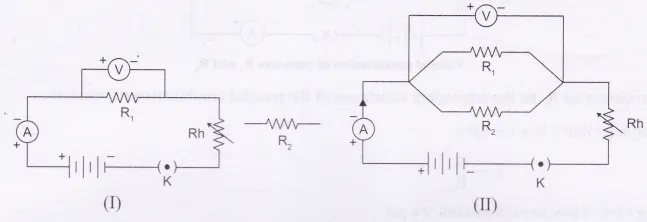 + V –
+ V –
R₁
R₁
– A +
Rh
R₂
– A +
R₂
Rh
+ –
K
+ –
K
(I)
(II)